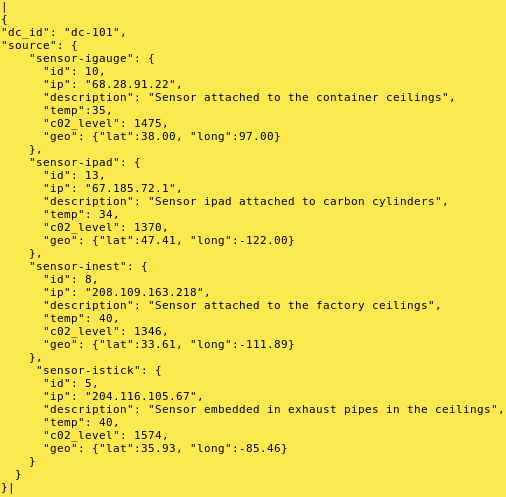 |
{
"dc_id": "dc-101",
"source": {
    "sensor-igauge": {
      "id": 10,
      "ip": "68.28.91.22",
      "description": "Sensor attached to the container ceilings",
      "temp":35,
      "c02_level": 1475,
      "geo": {"lat":38.00, "long":97.00}
    },
    "sensor-ipad": {
      "id": 13,
      "ip": "67.185.72.1",
      "description": "Sensor ipad attached to carbon cylinders",
      "temp": 34,
      "c02_level": 1370,
      "geo": {"lat":47.41, "long":-122.00}
    },
    "sensor-inest": {
      "id": 8,
      "ip": "208.109.163.218",
      "description": "Sensor attached to the factory ceilings",
      "temp": 40,
      "c02_level": 1346,
      "geo": {"lat":33.61, "long":-111.89}
    },
     "sensor-istick": {
      "id": 5,
      "ip": "204.116.105.67",
      "description": "Sensor embedded in exhaust pipes in the ceilings",
      "temp": 40,
      "c02_level": 1574,
      "geo": {"lat":35.93, "long":-85.46}
    }
  }
}|